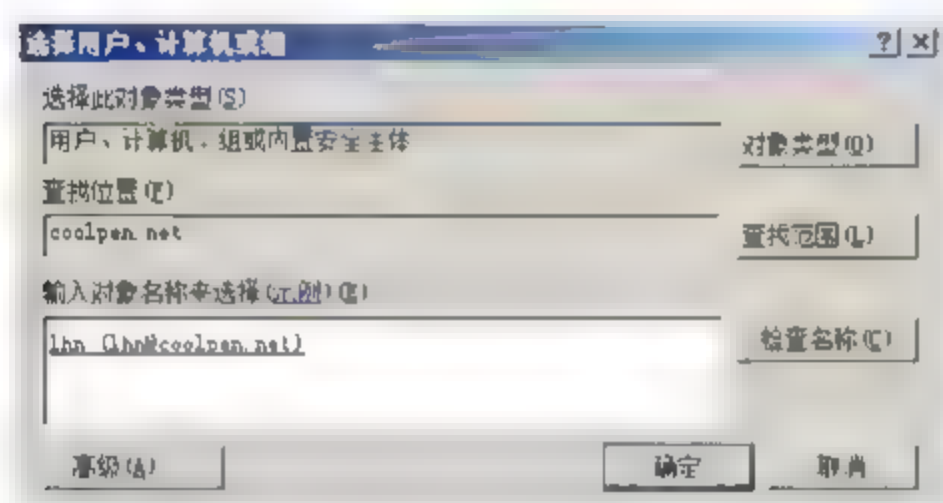 选择用户、计算机或组
选择此对象类型(S)
用户、计算机、组或内置安全主体
对象类型(O)
查找位置(F)
coolpen.net
查找范围(L)
输入对象名称来选择(示例)(E)
lhn (lhn@coolpen.net)
检查名称(C)
高级(A)
确定
取消